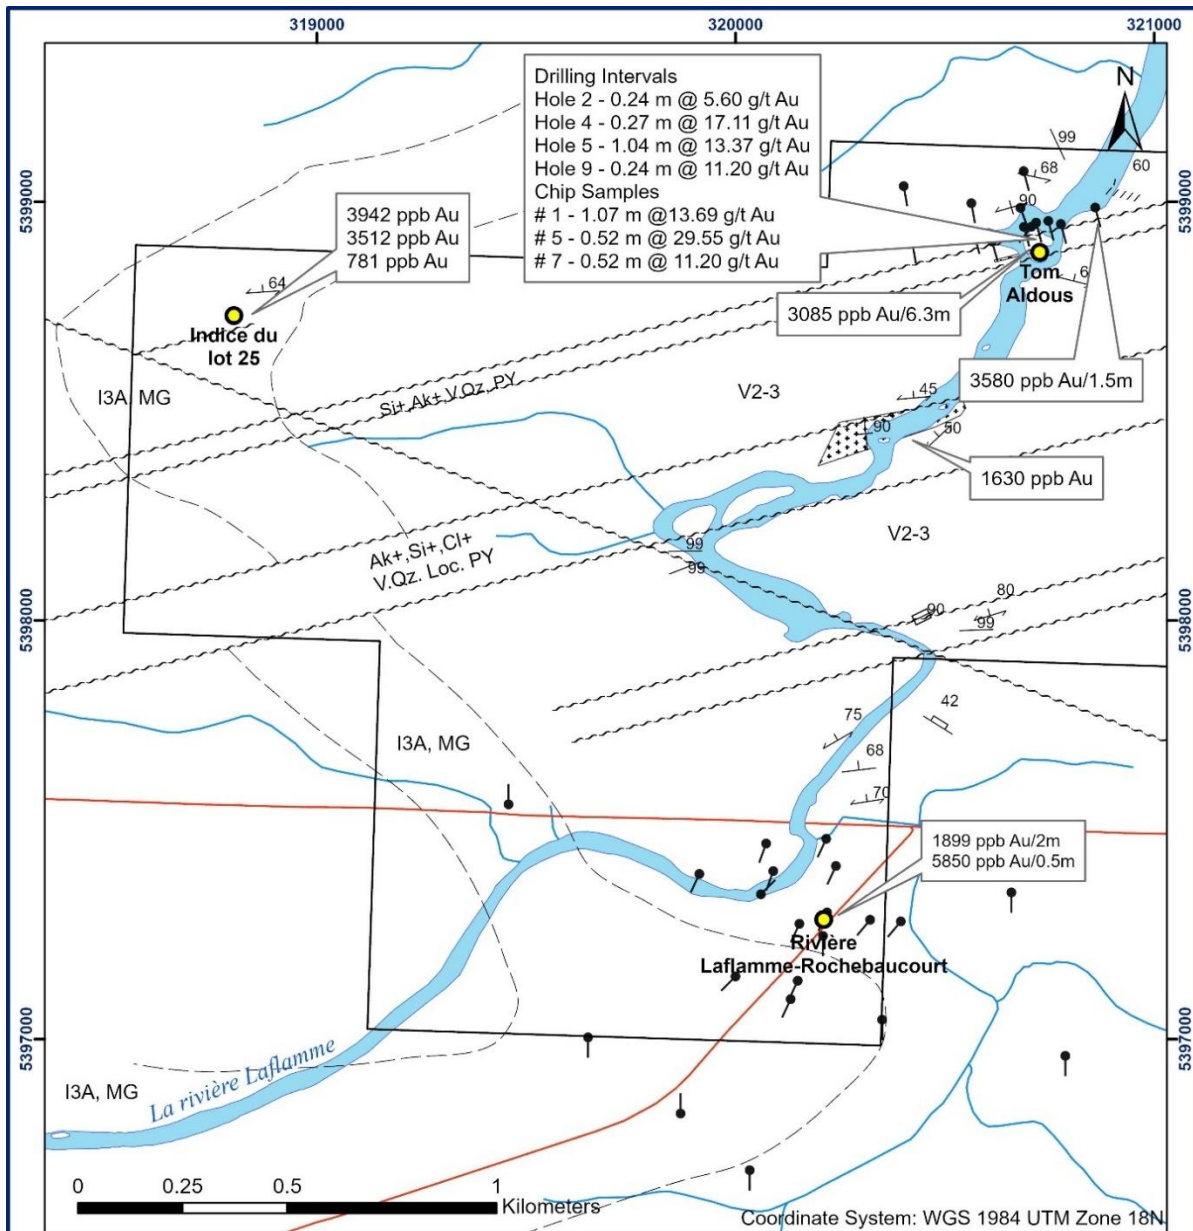 319000
320000
321000
Drilling Intervals
Hole 2 - 0.24 m @ 5.60 g/t Au
Hole 4 - 0.27 m @ 17.11 g/t Au
Hole 5 - 1.04 m @ 13.37 g/t Au
Hole 9 - 0.24 m @ 11.20 g/t Au
Chip Samples
# 1 - 1.07 m @13.69 g/t Au
# 5 - 0.52 m @ 29.55 g/t Au
# 7 - 0.52 m @ 11.20 g/t Au
N
99
68
60
90
5399000
5399000
3942 ppb Au
3512 ppb Au
781 ppb Au
64
Indice du
lot 25
Tom
Aldous
6
3085 ppb Au/6.3m
3580 ppb Au/1.5m
I3A, MG
Si+,Ak+,V.Qz, PY
V2-3
45
90
50
1630 ppb Au
V2-3
Ak+,Si+,Cl+
V.Qz. Loc. PY
99
99
80
90
99
5398000
5398000
42
75
68
70
I3A, MG
1899 ppb Au/2m
5850 ppb Au/0.5m
Rivière
Laflamme-Rochebaucourt
5397000
5397000
I3A, MG
La rivière Laflamme
0
0.25
0.5
1
Kilometers
Coordinate System: WGS 1984 UTM Zone 18N